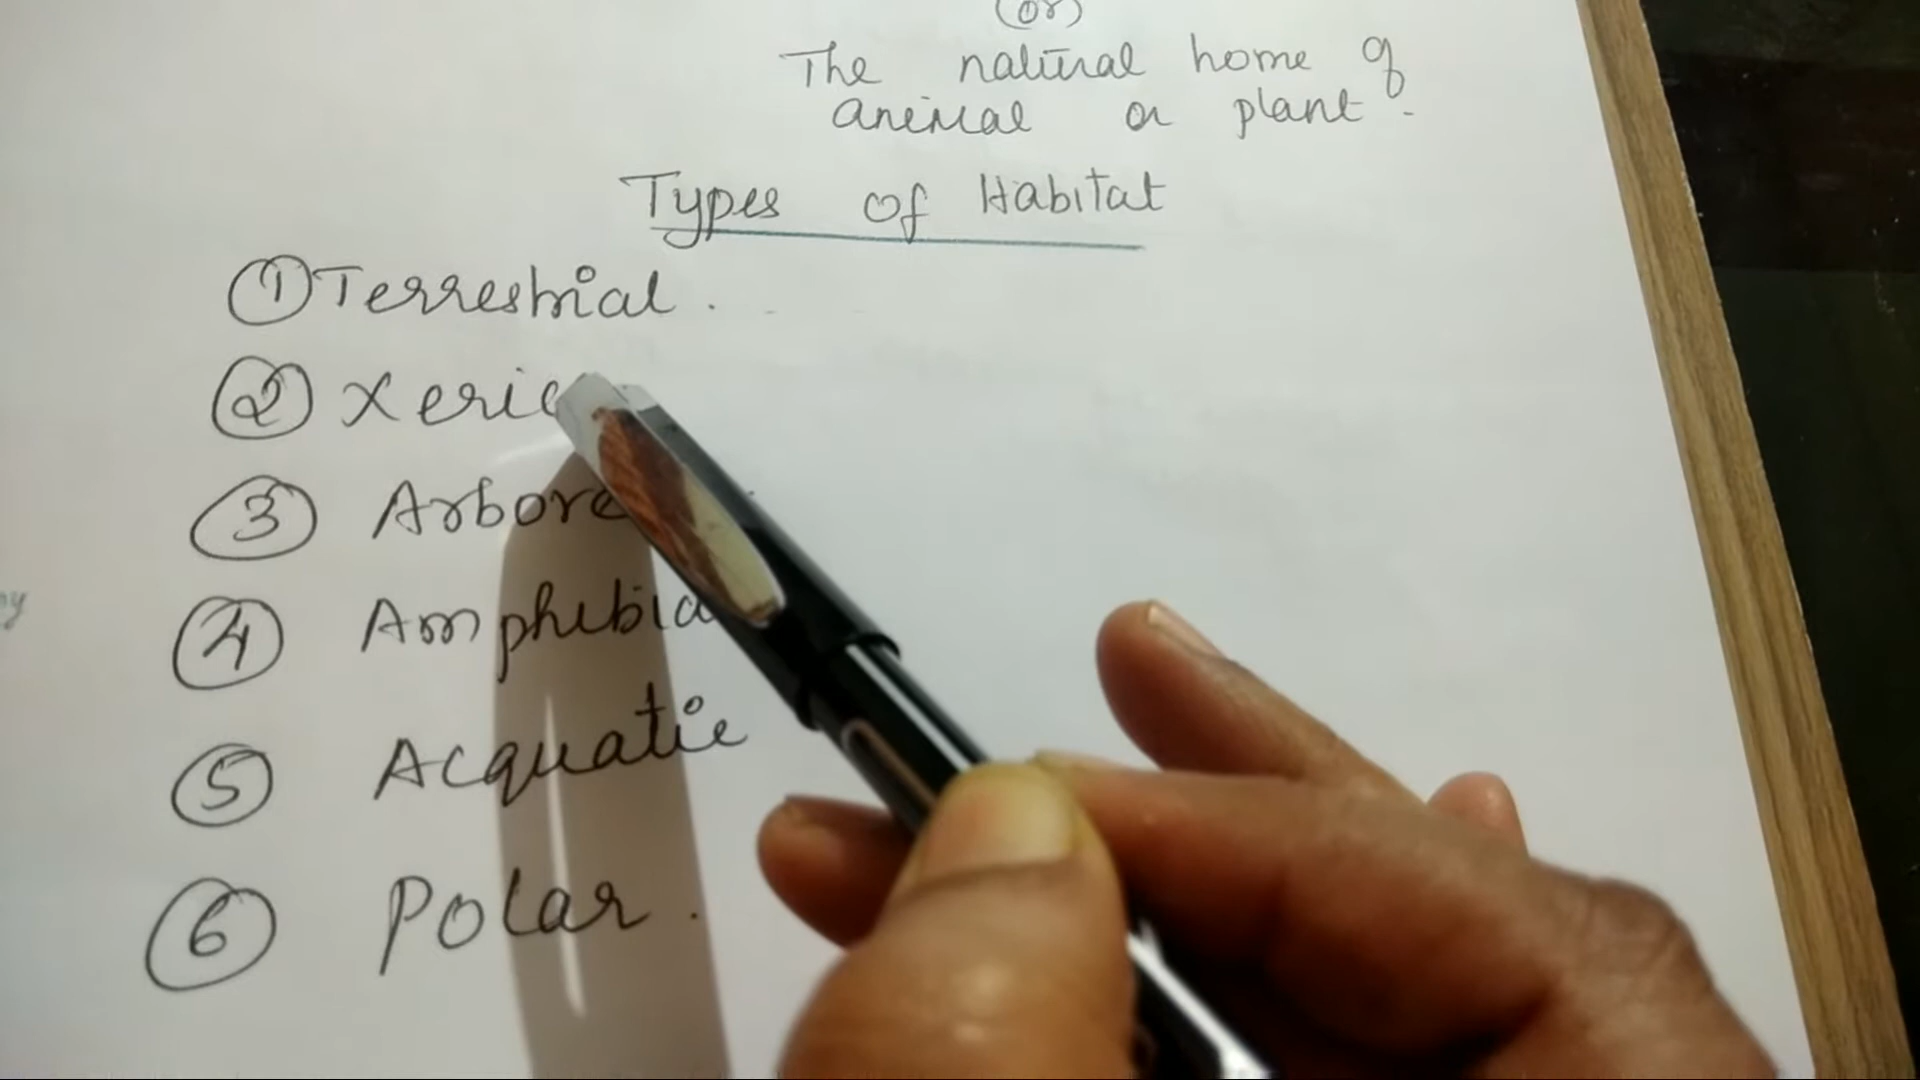 (or)
The natural home of
animal or plant.
Types of Habitat
① Terrestrial.
② Xeric
③ Arbore
④ Amphibia
⑤ Acquatic
⑥ Polar.